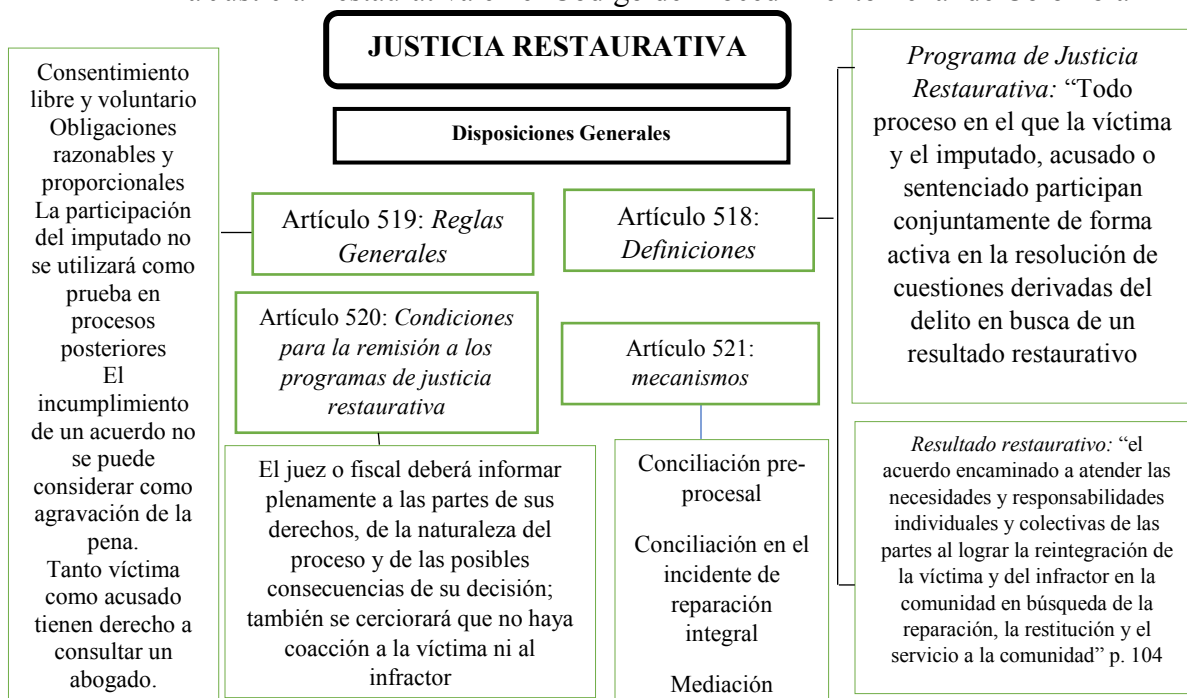 JUSTICIA RESTAURATIVA
Disposiciones Generales
Consentimiento
libre y voluntario
Obligaciones
razonables y
proporcionales
La participación
del imputado no
se utilizará como
prueba en
procesos
posteriores
El
incumplimiento
de un acuerdo no
se puede
considerar como
agravación de la
pena.
Tanto víctima
como acusado
tienen derecho a
consultar un
abogado.
Artículo 519: Reglas
Generales
Artículo 520: Condiciones
para la remisión a los
programas de justicia
restaurativa
El juez o fiscal deberá informar
plenamente a las partes de sus
derechos, de la naturaleza del
proceso y de las posibles
consecuencias de su decisión;
también se cerciorará que no haya
coacción a la víctima ni al
infractor
Artículo 518:
Definiciones
Artículo 521:
mecanismos
Conciliación pre-
procesal
Conciliación en el
incidente de
reparación
integral
Mediación
Programa de Justicia
Restaurativa: “Todo
proceso en el que la víctima
y el imputado, acusado o
sentenciado participan
conjuntamente de forma
activa en la resolución de
cuestiones derivadas del
delito en busca de un
resultado restaurativo
Resultado restaurativo: “el
acuerdo encaminado a atender las
necesidades y responsabilidades
individuales y colectivas de las
partes al lograr la reintegración de
la víctima y del infractor en la
comunidad en búsqueda de la
reparación, la restitución y el
servicio a la comunidad” p. 104